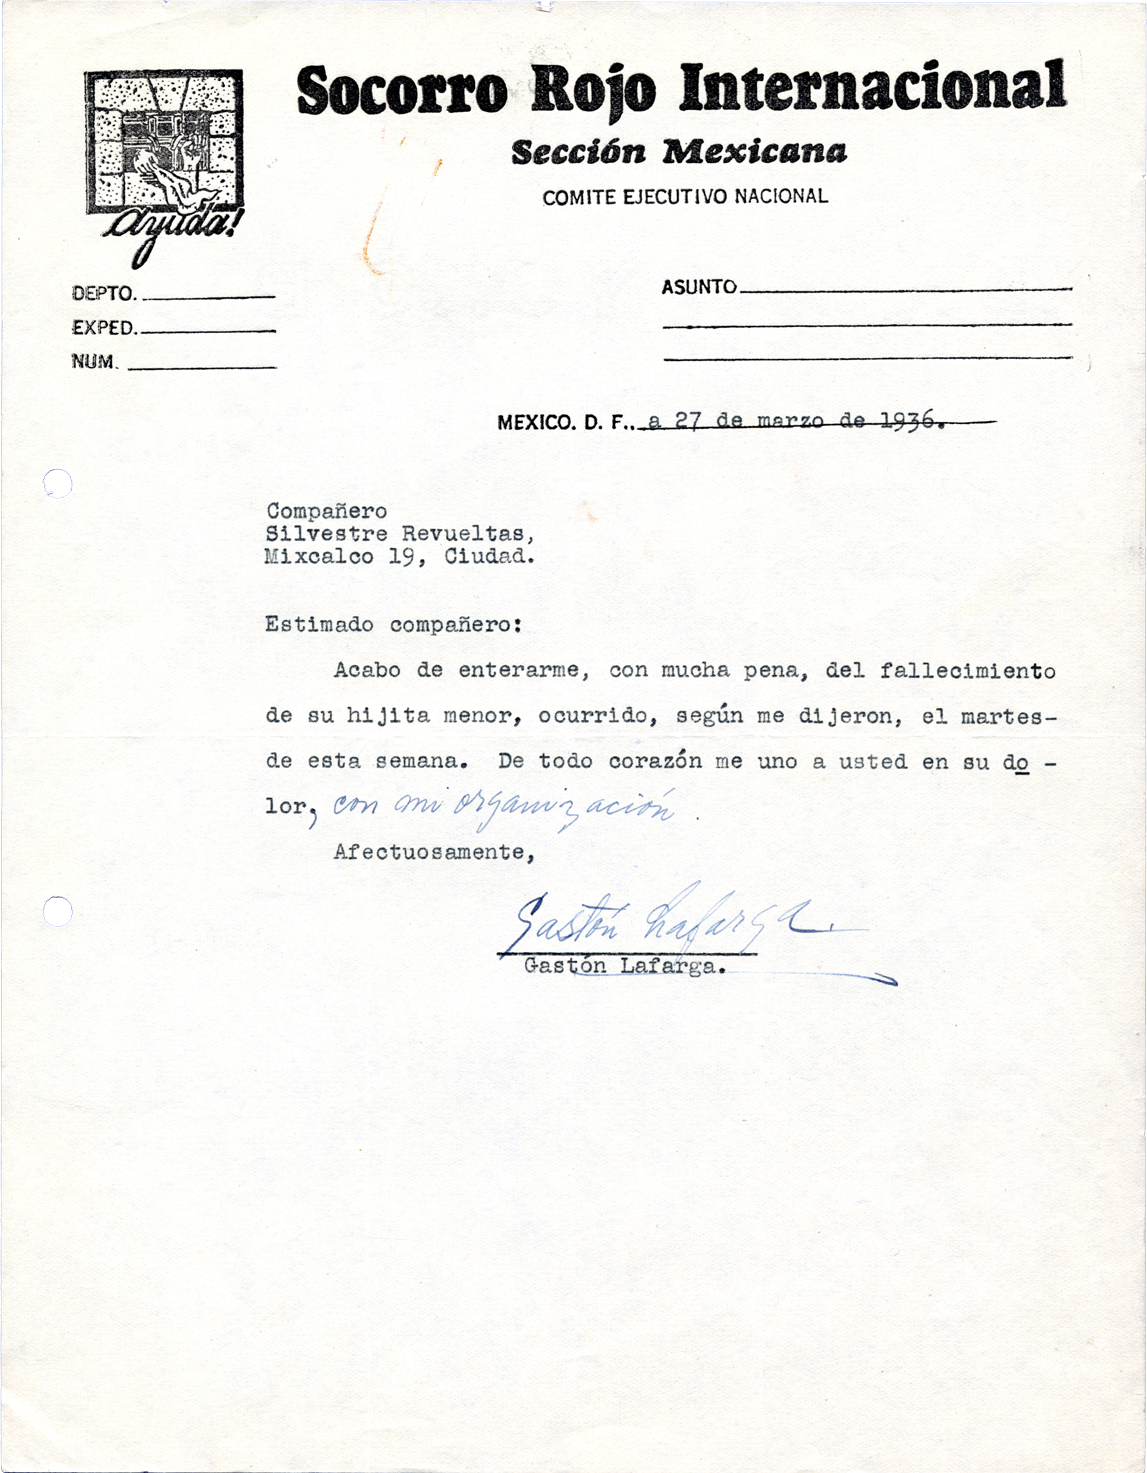 Socorro Rojo Internacional
Sección Mexicana
COMITE EJECUTIVO NACIONAL
Ayuda!
DEPTO.
EXPED.
NUM.
ASUNTO
MEXICO. D. F., a 27 de marzo de 1936.
Compañero
Silvestre Revueltas,
Mixcalco 19, Ciudad.
Estimado compañero:
Acabo de enterarme, con mucha pena, del fallecimiento
de su hijita menor, ocurrido, según me dijeron, el martes-
de esta semana. De todo corazón me uno a usted en su do -
lor, con mi organización.
Afectuosamente,
Gastón Lafarga.
Gastón Lafarga.